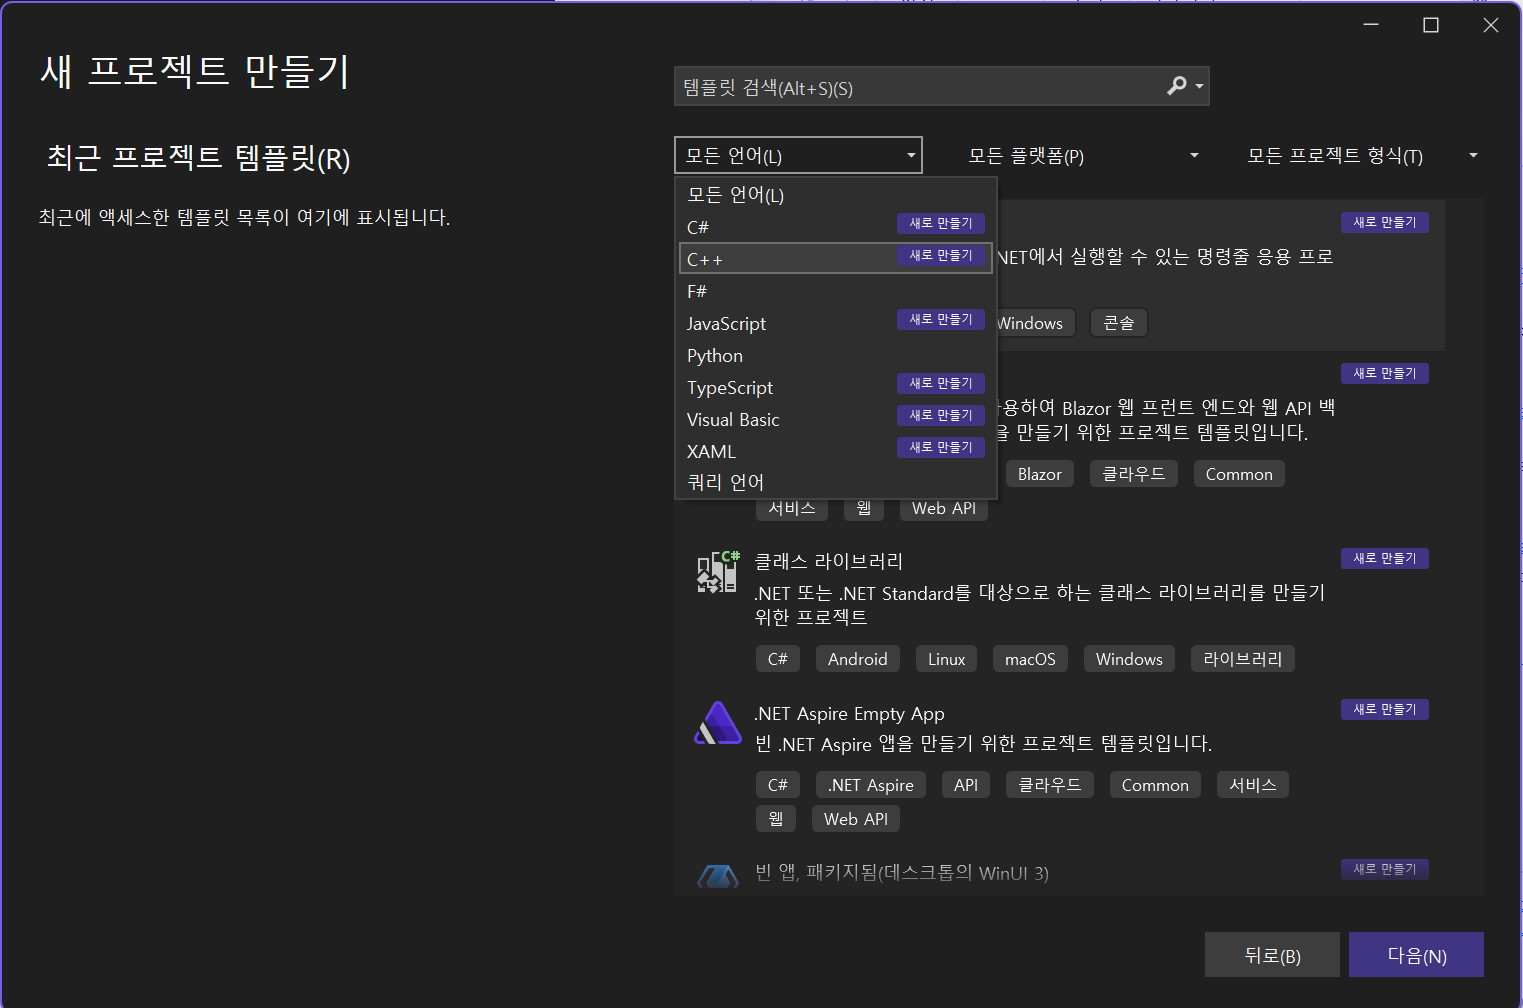 새 프로젝트 만들기
최근 프로젝트 템플릿(R)
최근에 액세스한 템플릿 목록이 여기에 표시됩니다.
템플릿 검색(Alt+S)(S)
모든 언어(L) 모든 플랫폼(P) 모든 프로젝트 형식(T)
모든 언어(L)
C# 새로 만들기
C++ 새로 만들기
F#
JavaScript 새로 만들기
Python
TypeScript 새로 만들기
Visual Basic 새로 만들기
XAML 새로 만들기
쿼리 언어
새로 만들기
NET에서 실행할 수 있는 명령줄 응용 프로
Windows 콘솔
새로 만들기
용하여 Blazor 웹 프런트 엔드와 웹 API 백
을 만들기 위한 프로젝트 템플릿입니다.
Blazor 클라우드 Common
서비스 웹 Web API
클래스 라이브러리 새로 만들기
.NET 또는 .NET Standard를 대상으로 하는 클래스 라이브러리를 만들기
위한 프로젝트
C# Android Linux macOS Windows 라이브러리
.NET Aspire Empty App 새로 만들기
빈 .NET Aspire 앱을 만들기 위한 프로젝트 템플릿입니다.
C# .NET Aspire API 클라우드 Common 서비스
웹 Web API
빈 앱, 패키지됨(데스크톱의 WinUI 3) 새로 만들기
뒤로(B) 다음(N)